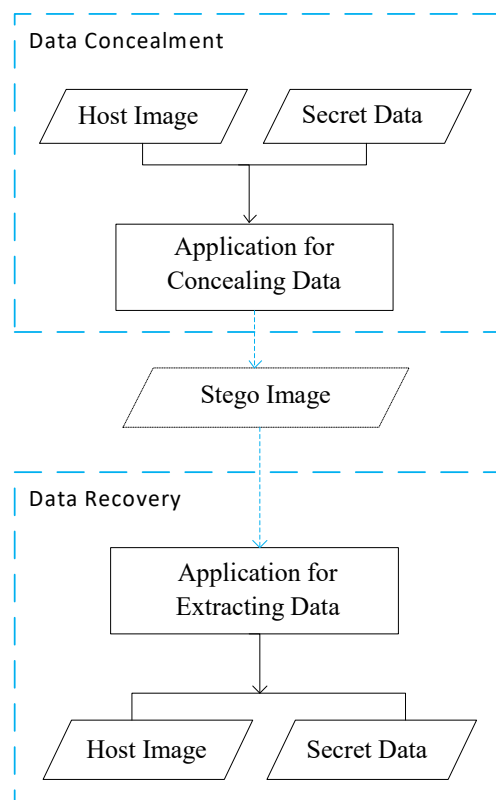 Data Concealment
Host Image
Secret Data
Application for
Concealing Data
Stego Image
Data Recovery
Application for
Extracting Data
Host Image
Secret Data